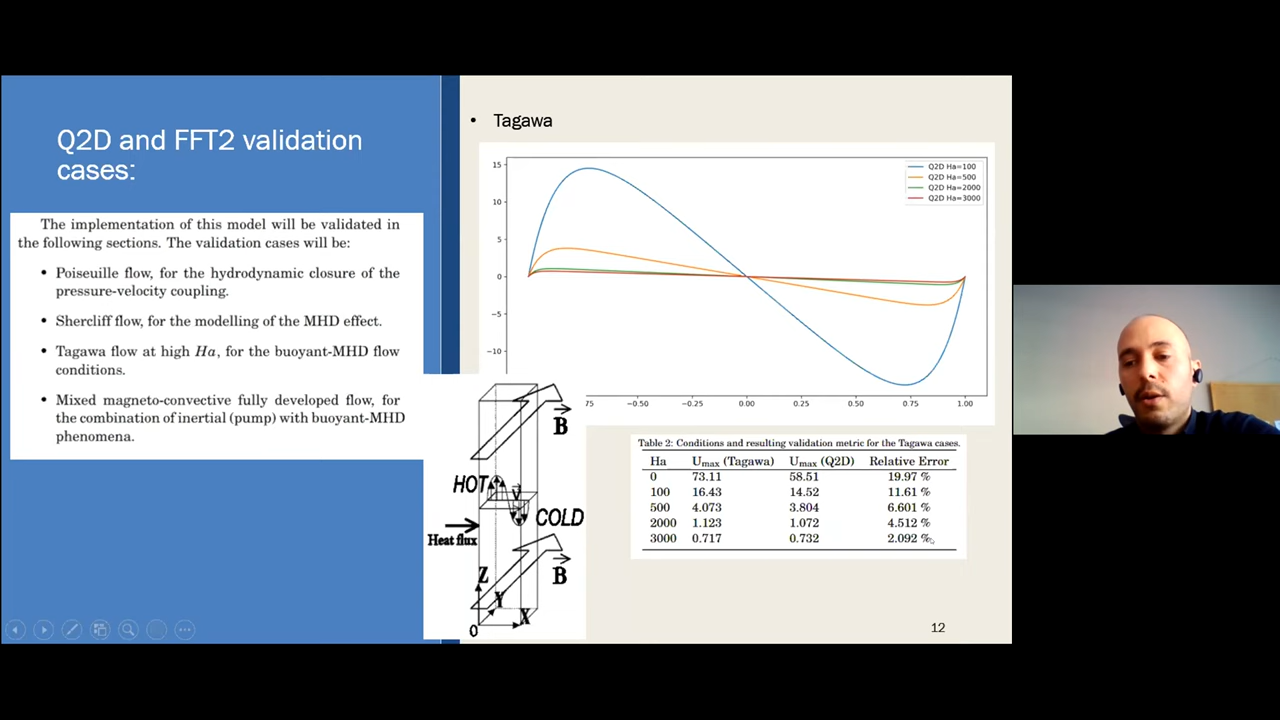 Q2D and FFT2 validation
cases:
The implementation of this model will be validated in
the following sections. The validation cases will be:
• Poiseuille flow, for the hydrodynamic closure of the
pressure-velocity coupling.
• Shercliff flow, for the modelling of the MHD effect.
• Tagawa flow at high Ha, for the buoyant-MHD flow
conditions.
• Mixed magneto-convective fully developed flow, for
the combination of inertial (pump) with buoyant-MHD
phenomena.
• Tagawa
15
10
5
0
−5
−10
Q2D Ha=100
Q2D Ha=500
Q2D Ha=2000
Q2D Ha=3000
75 −0.50 −0.25 0.00 0.25 0.50 0.75 1.00
B
HOT
V
COLD
Heat flux
B
Z
Y
X
0
Table 2: Conditions and resulting validation metric for the Tagawa cases.
Ha Umax (Tagawa) Umax (Q2D) Relative Error
0 73.11 58.51 19.97 %
100 16.43 14.52 11.61 %
500 4.073 3.804 6.601 %
2000 1.123 1.072 4.512 %
3000 0.717 0.732 2.092 %
12